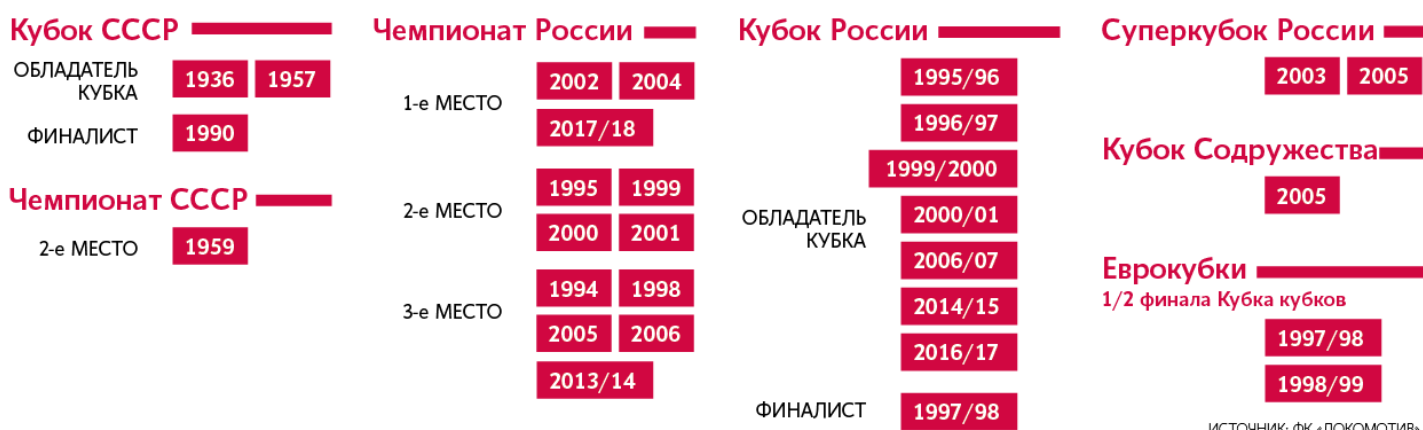 Кубок СССР
ОБЛАДАТЕЛЬ
КУБКА
1936 1957
ФИНАЛИСТ
1990
Чемпионат СССР
2-е МЕСТО
1959
Чемпионат России
1-е МЕСТО
2002 2004
2017/18
2-е МЕСТО
1995 1999
2000 2001
3-е МЕСТО
1994 1998
2005 2006
2013/14
Кубок России
ОБЛАДАТЕЛЬ
КУБКА
1995/96
1996/97
1999/2000
2000/01
2006/07
2014/15
2016/17
ФИНАЛИСТ
1997/98
Суперкубок России
2003 2005
Кубок Содружества
2005
Еврокубки
1/2 финала Кубка кубков
1997/98
1998/99
ИСТОЧНИК: ФК «ЛОКОМОТИВ»